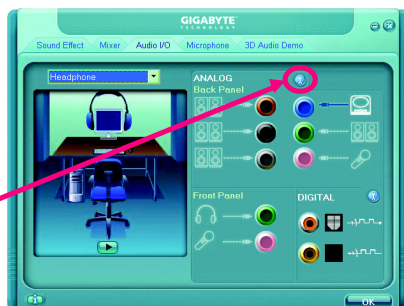 GIGABYTE
TECHNOLOGY
Sound Effect Mixer Audio I/O Microphone 3D Audio Demo
Headphone
ANALOG
Back Panel
Front Panel
DIGITAL
OK